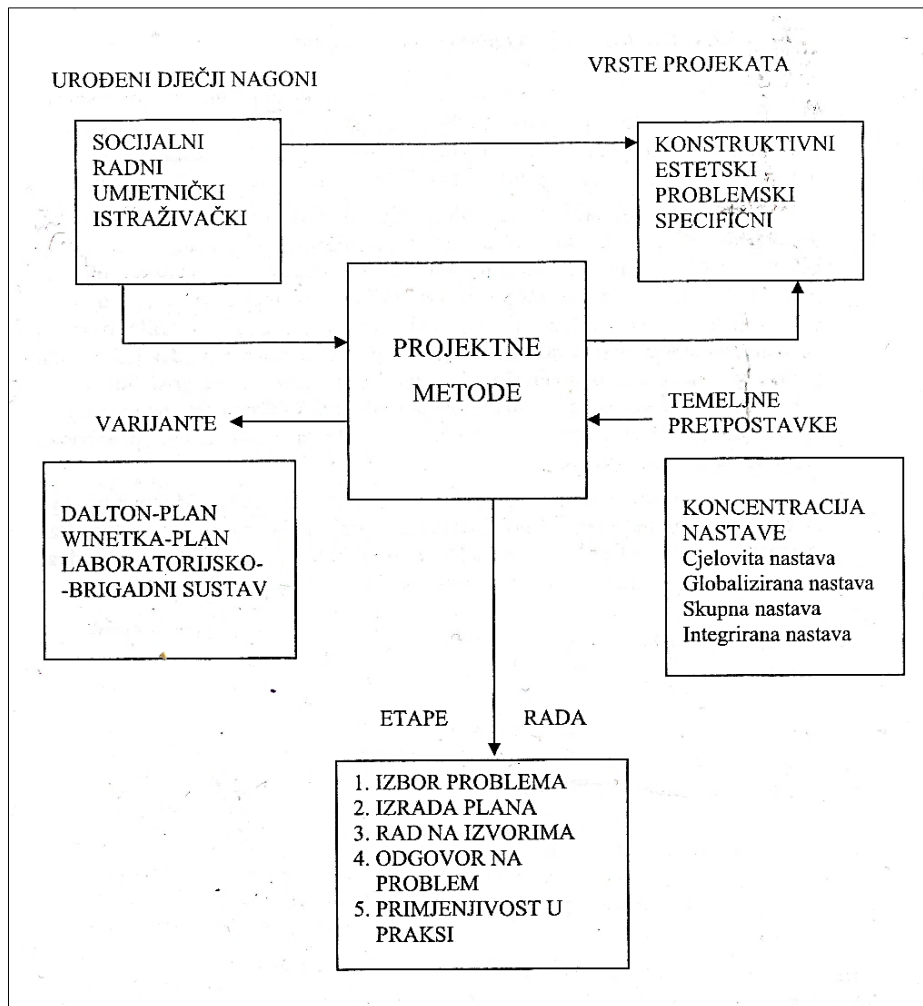 UROĐENI DJEČJI NAGONI
VRSTE PROJEKATA
SOCIJALNI
RADNI
UMJETNIČKI
ISTRAŽIVAČKI
KONSTRUKTIVNI
ESTETSKI
PROBLEMSKI
SPECIFIČNI
PROJEKTNE
METODE
VARIJANTE
TEMELJNE
PRETPOSTAVKE
DALTON-PLAN
WINETKA-PLAN
LABORATORIJSKO-
-BRIGADNI SUSTAV
KONCENTRACIJA
NASTAVE
Cjelovita nastava
Globalizirana nastava
Skupna nastava
Integrirana nastava
ETAPE RADA
1. IZBOR PROBLEMA
2. IZRADA PLANA
3. RAD NA IZVORIMA
4. ODGOVOR NA
PROBLEM
5. PRIMJENJIVOST U
PRAKSI